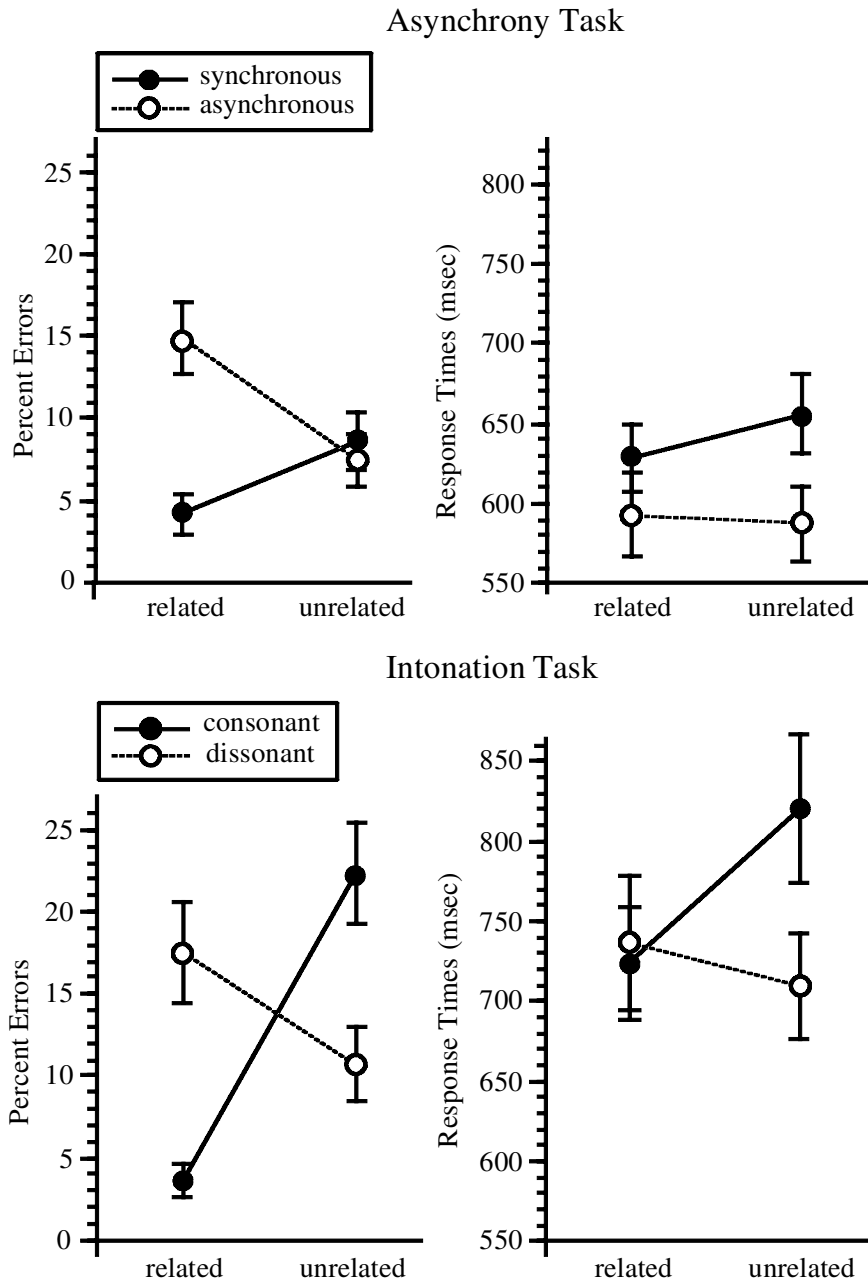 Asynchrony Task
synchronous
asynchronous
Percent Errors
25
20
15
10
5
0
related unrelated
Response Times (msec)
800
750
700
650
600
550
related unrelated
Intonation Task
consonant
dissonant
Percent Errors
25
20
15
10
5
0
related unrelated
Response Times (msec)
850
800
750
700
650
600
550
related unrelated